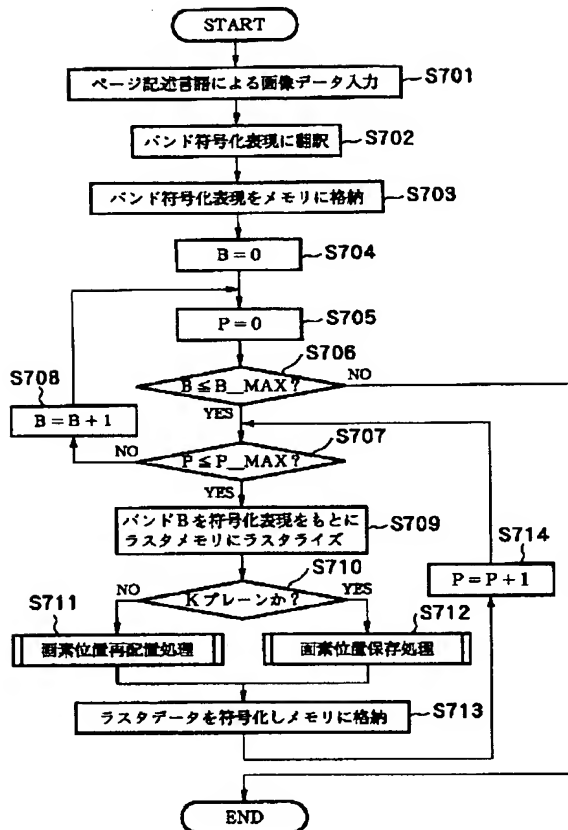 START
ページ記述言語による画像データ入力
S701
バンド符号化表現に翻訳
S702
バンド符号化表現をメモリに格納
S703
B=0
S704
P=0
S705
S706
B≦B_MAX?
NO
YES
S708
B=B+1
S707
P≦P_MAX?
NO
YES
バンドBを符号化表現をもとに
ラスタメモリにラスタライズ
S709
S710
Kプレーンか?
NO
YES
S714
P=P+1
S711
画素位置再配置処理
S712
画素位置保存処理
ラスタデータを符号化しメモリに格納
S713
END